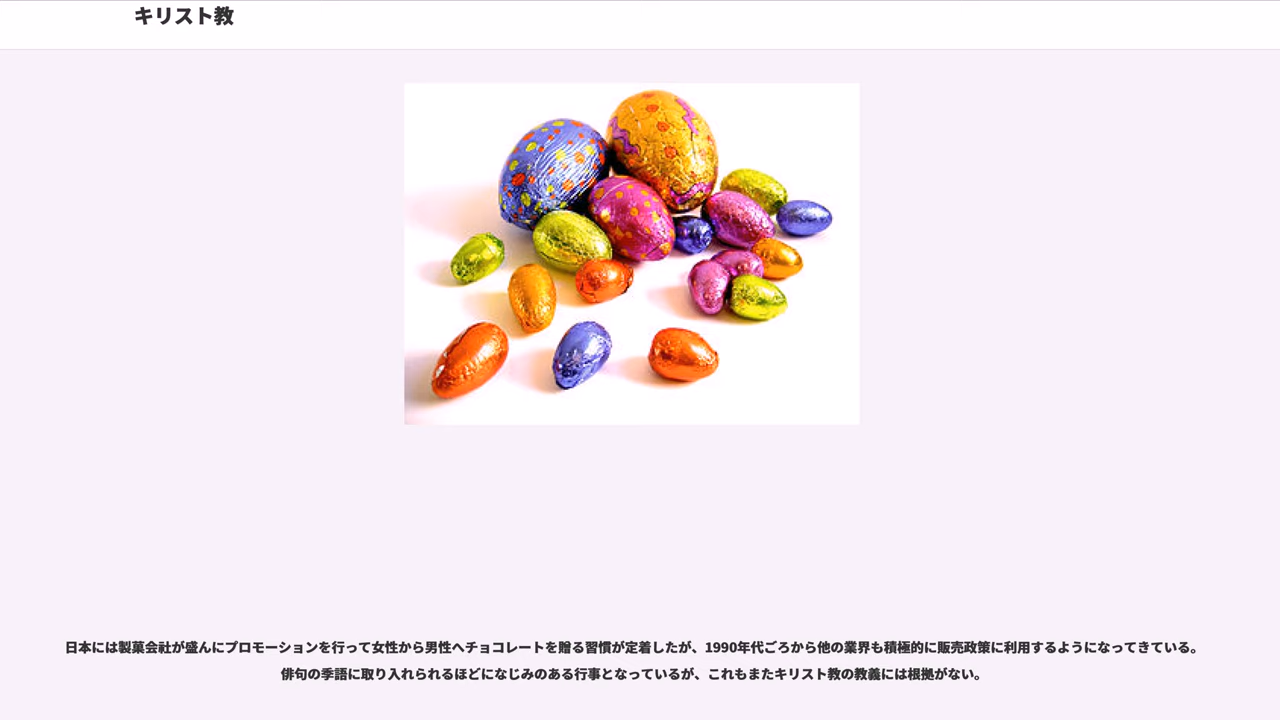 キリスト教
日本には製菓会社が盛んにプロモーションを行って女性から男性へチョコレートを贈る習慣が定着したが、1990年代ごろから他の業界も積極的に販売政策に利用するようになってきている。
俳句の季語に取り入れられるほどになじみのある行事となっているが、これもまたキリスト教の教義には根拠がない。